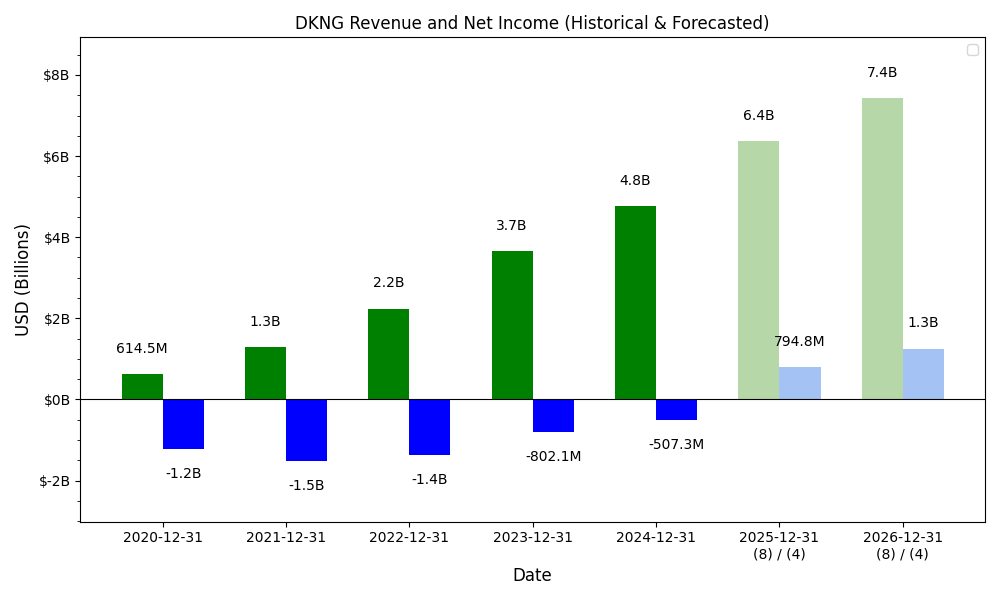 DKNG Revenue and Net Income (Historical & Forecasted)
USD (Billions)
$8B
$6B
$4B
$2B
$0B
$-2B
614.5M
-1.2B
1.3B
-1.5B
2.2B
-1.4B
3.7B
-802.1M
4.8B
-507.3M
6.4B
794.8M
7.4B
1.3B
2020-12-31
2021-12-31
2022-12-31
2023-12-31
2024-12-31
2025-12-31
(8) / (4)
2026-12-31
(8) / (4)
Date